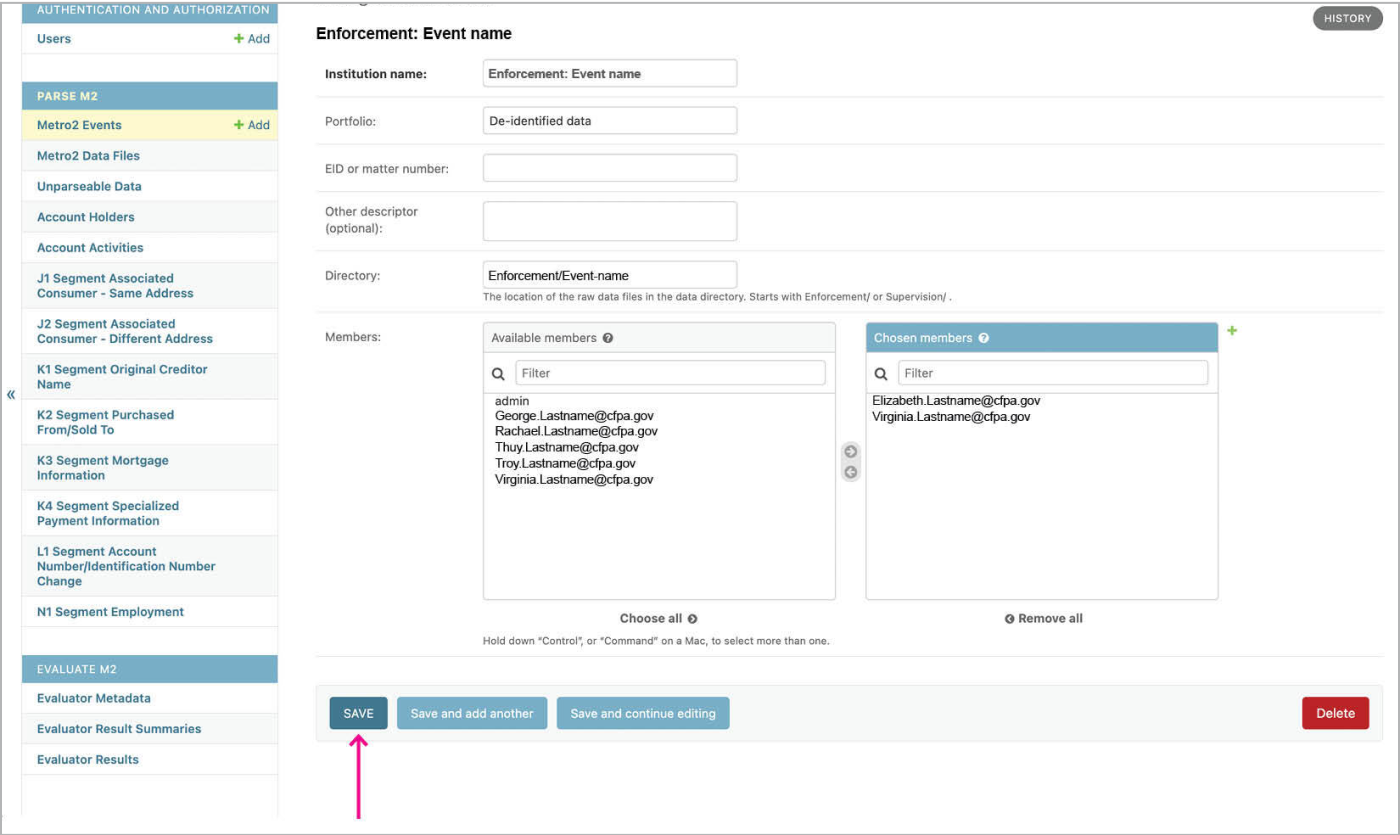 AUTHENTICATION AND AUTHORIZATION
Users
Add
PARSE M2
Metro2 Events
Add
Metro2 Data Files
Unparseable Data
Account Holders
Account Activities
J1 Segment Associated
Consumer - Same Address
J2 Segment Associated
Consumer - Different Address
K1 Segment Original Creditor
Name
K2 Segment Purchased
From/Sold To
K3 Segment Mortgage
Information
K4 Segment Specialized
Payment Information
L1 Segment Account
Number/Identification Number
Change
N1 Segment Employment
EVALUATE M2
Evaluator Metadata
Evaluator Result Summaries
Evaluator Results
«
HISTORY
Enforcement: Event name
Institution name:
Enforcement: Event name
Portfolio:
De-identified data
EID or matter number:
Other descriptor
(optional):
Directory:
Enforcement/Event-name
The location of the raw data files in the data directory. Starts with Enforcement/ or Supervision/ .
Members:
Available members ?
Filter
admin
George.Lastname@cfpa.gov
Rachael.Lastname@cfpa.gov
Thuy.Lastname@cfpa.gov
Troy.Lastname@cfpa.gov
Virginia.Lastname@cfpa.gov
Choose all
Hold down “Control”, or “Command” on a Mac, to select more than one.
Chosen members ?
Filter
Elizabeth.Lastname@cfpa.gov
Virginia.Lastname@cfpa.gov
Remove all
SAVE
Save and add another
Save and continue editing
Delete